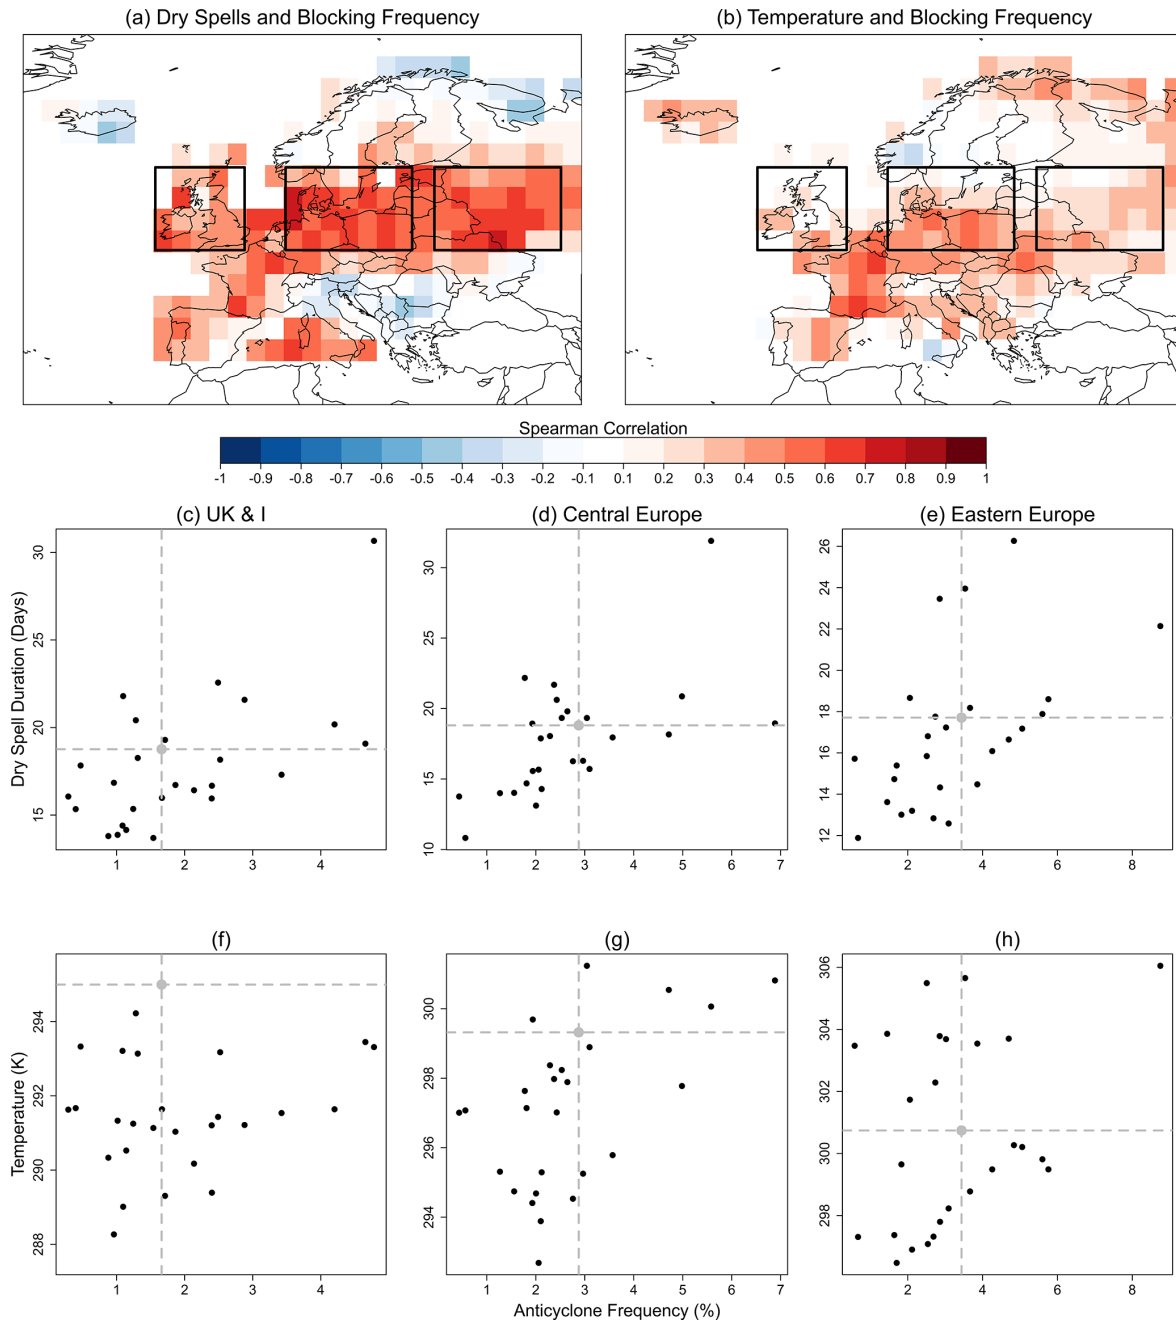 (a) Dry Spells and Blocking Frequency
(b) Temperature and Blocking Frequency
Spearman Correlation
-1 -0.9 -0.8 -0.7 -0.6 -0.5 -0.4 -0.3 -0.2 -0.1 0.1 0.2 0.3 0.4 0.5 0.6 0.7 0.8 0.9 1
(c) UK & I
(d) Central Europe
(e) Eastern Europe
Dry Spell Duration (Days)
30
25
20
15
1 2 3 4
30
25
20
15
10
1 2 3 4 5 6 7
26
24
22
20
18
16
14
12
2 4 6 8
(f)
(g)
(h)
Temperature (K)
294
292
290
288
1 2 3 4
300
298
296
294
1 2 3 4 5 6 7
306
304
302
300
298
2 4 6 8
Anticyclone Frequency (%)